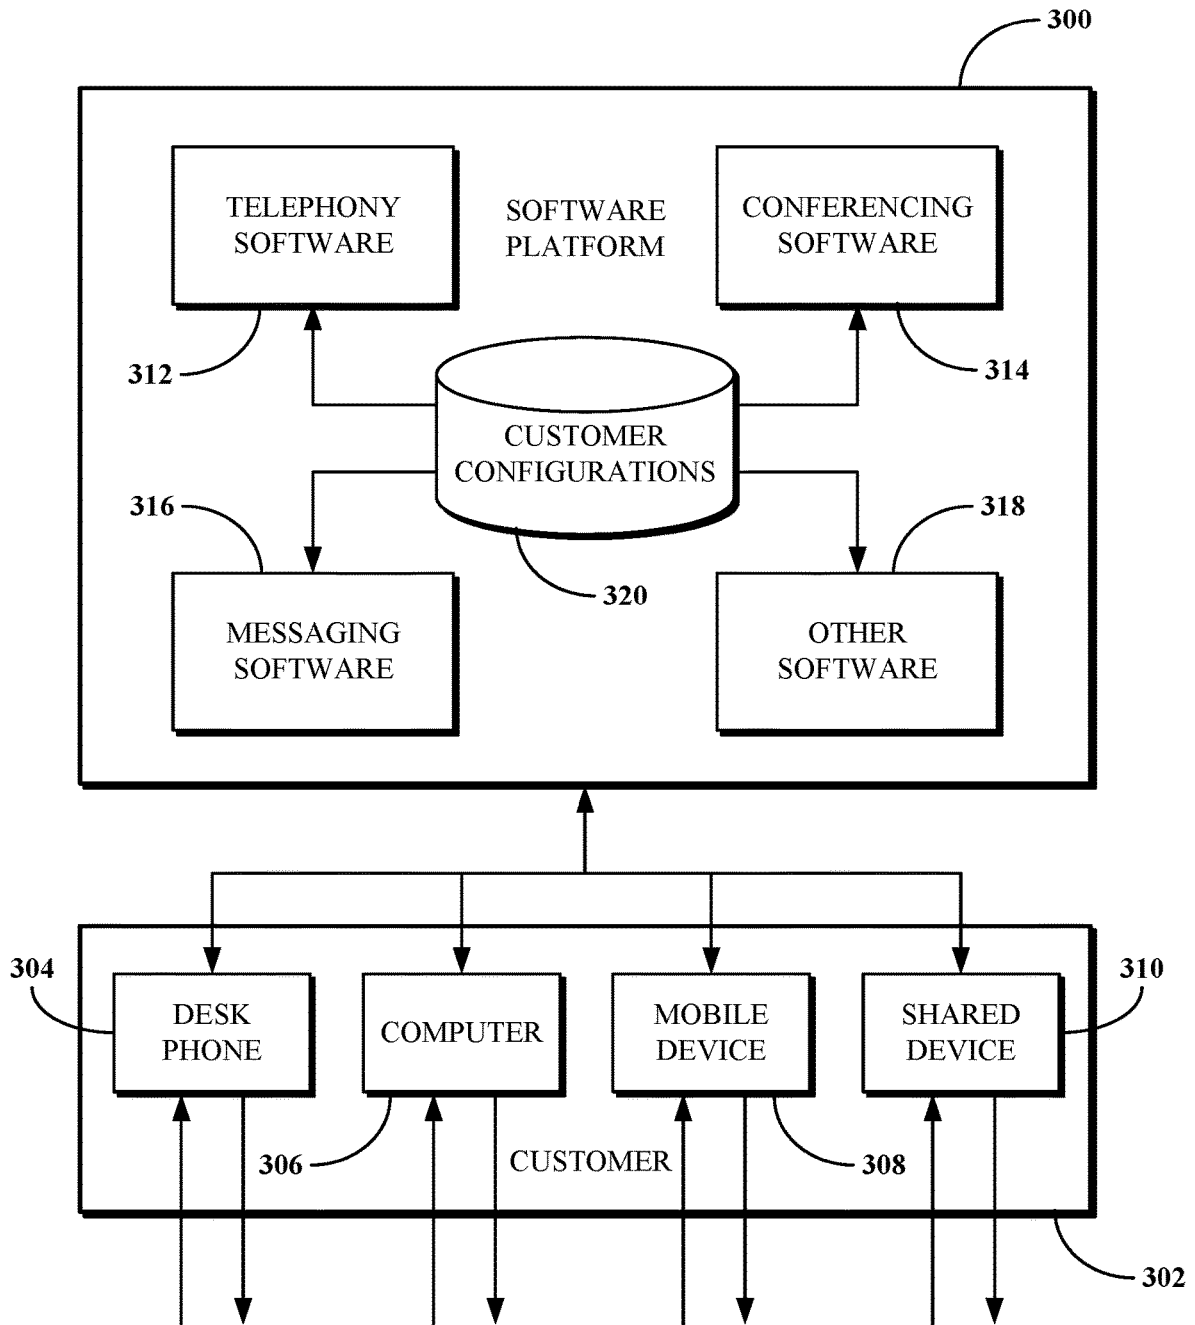 300
TELEPHONY
SOFTWARE
SOFTWARE
PLATFORM
CONFERENCING
SOFTWARE
312
314
CUSTOMER
CONFIGURATIONS
316
318
320
MESSAGING
SOFTWARE
OTHER
SOFTWARE
304
310
DESK
PHONE
COMPUTER
MOBILE
DEVICE
SHARED
DEVICE
306
CUSTOMER
308
302